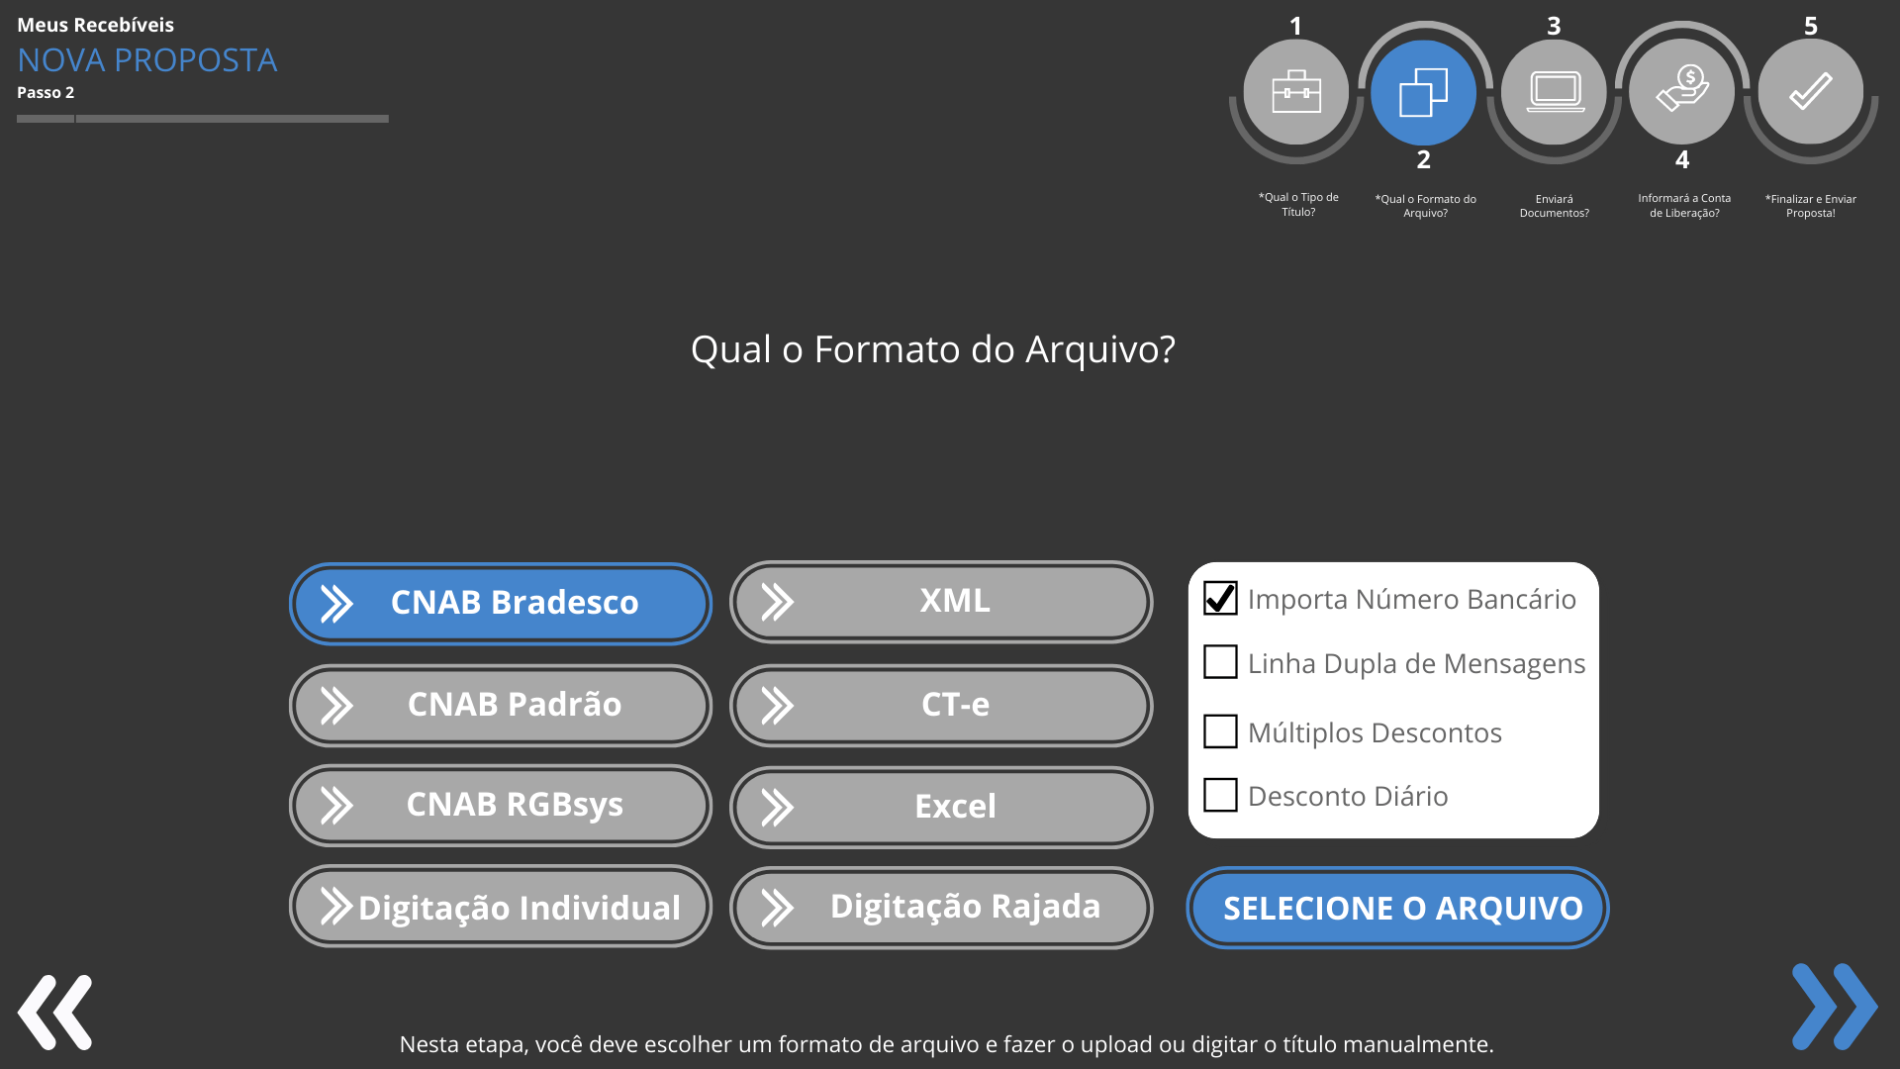 Meus Recebíveis
NOVA PROPOSTA
Passo 2
1
2
3
4
5
*Qual o Tipo de
Título?
*Qual o Formato do
Arquivo?
Enviará
Documentos?
Informará a Conta
de Liberação?
*Finalizar e Enviar
Proposta!
Qual o Formato do Arquivo?
CNAB Bradesco
CNAB Padrão
CNAB RGBsys
Digitação Individual
XML
CT-e
Excel
Digitação Rajada
Importa Número Bancário
Linha Dupla de Mensagens
Múltiplos Descontos
Desconto Diário
SELECIONE O ARQUIVO
Nesta etapa, você deve escolher um formato de arquivo e fazer o upload ou digitar o título manualmente.